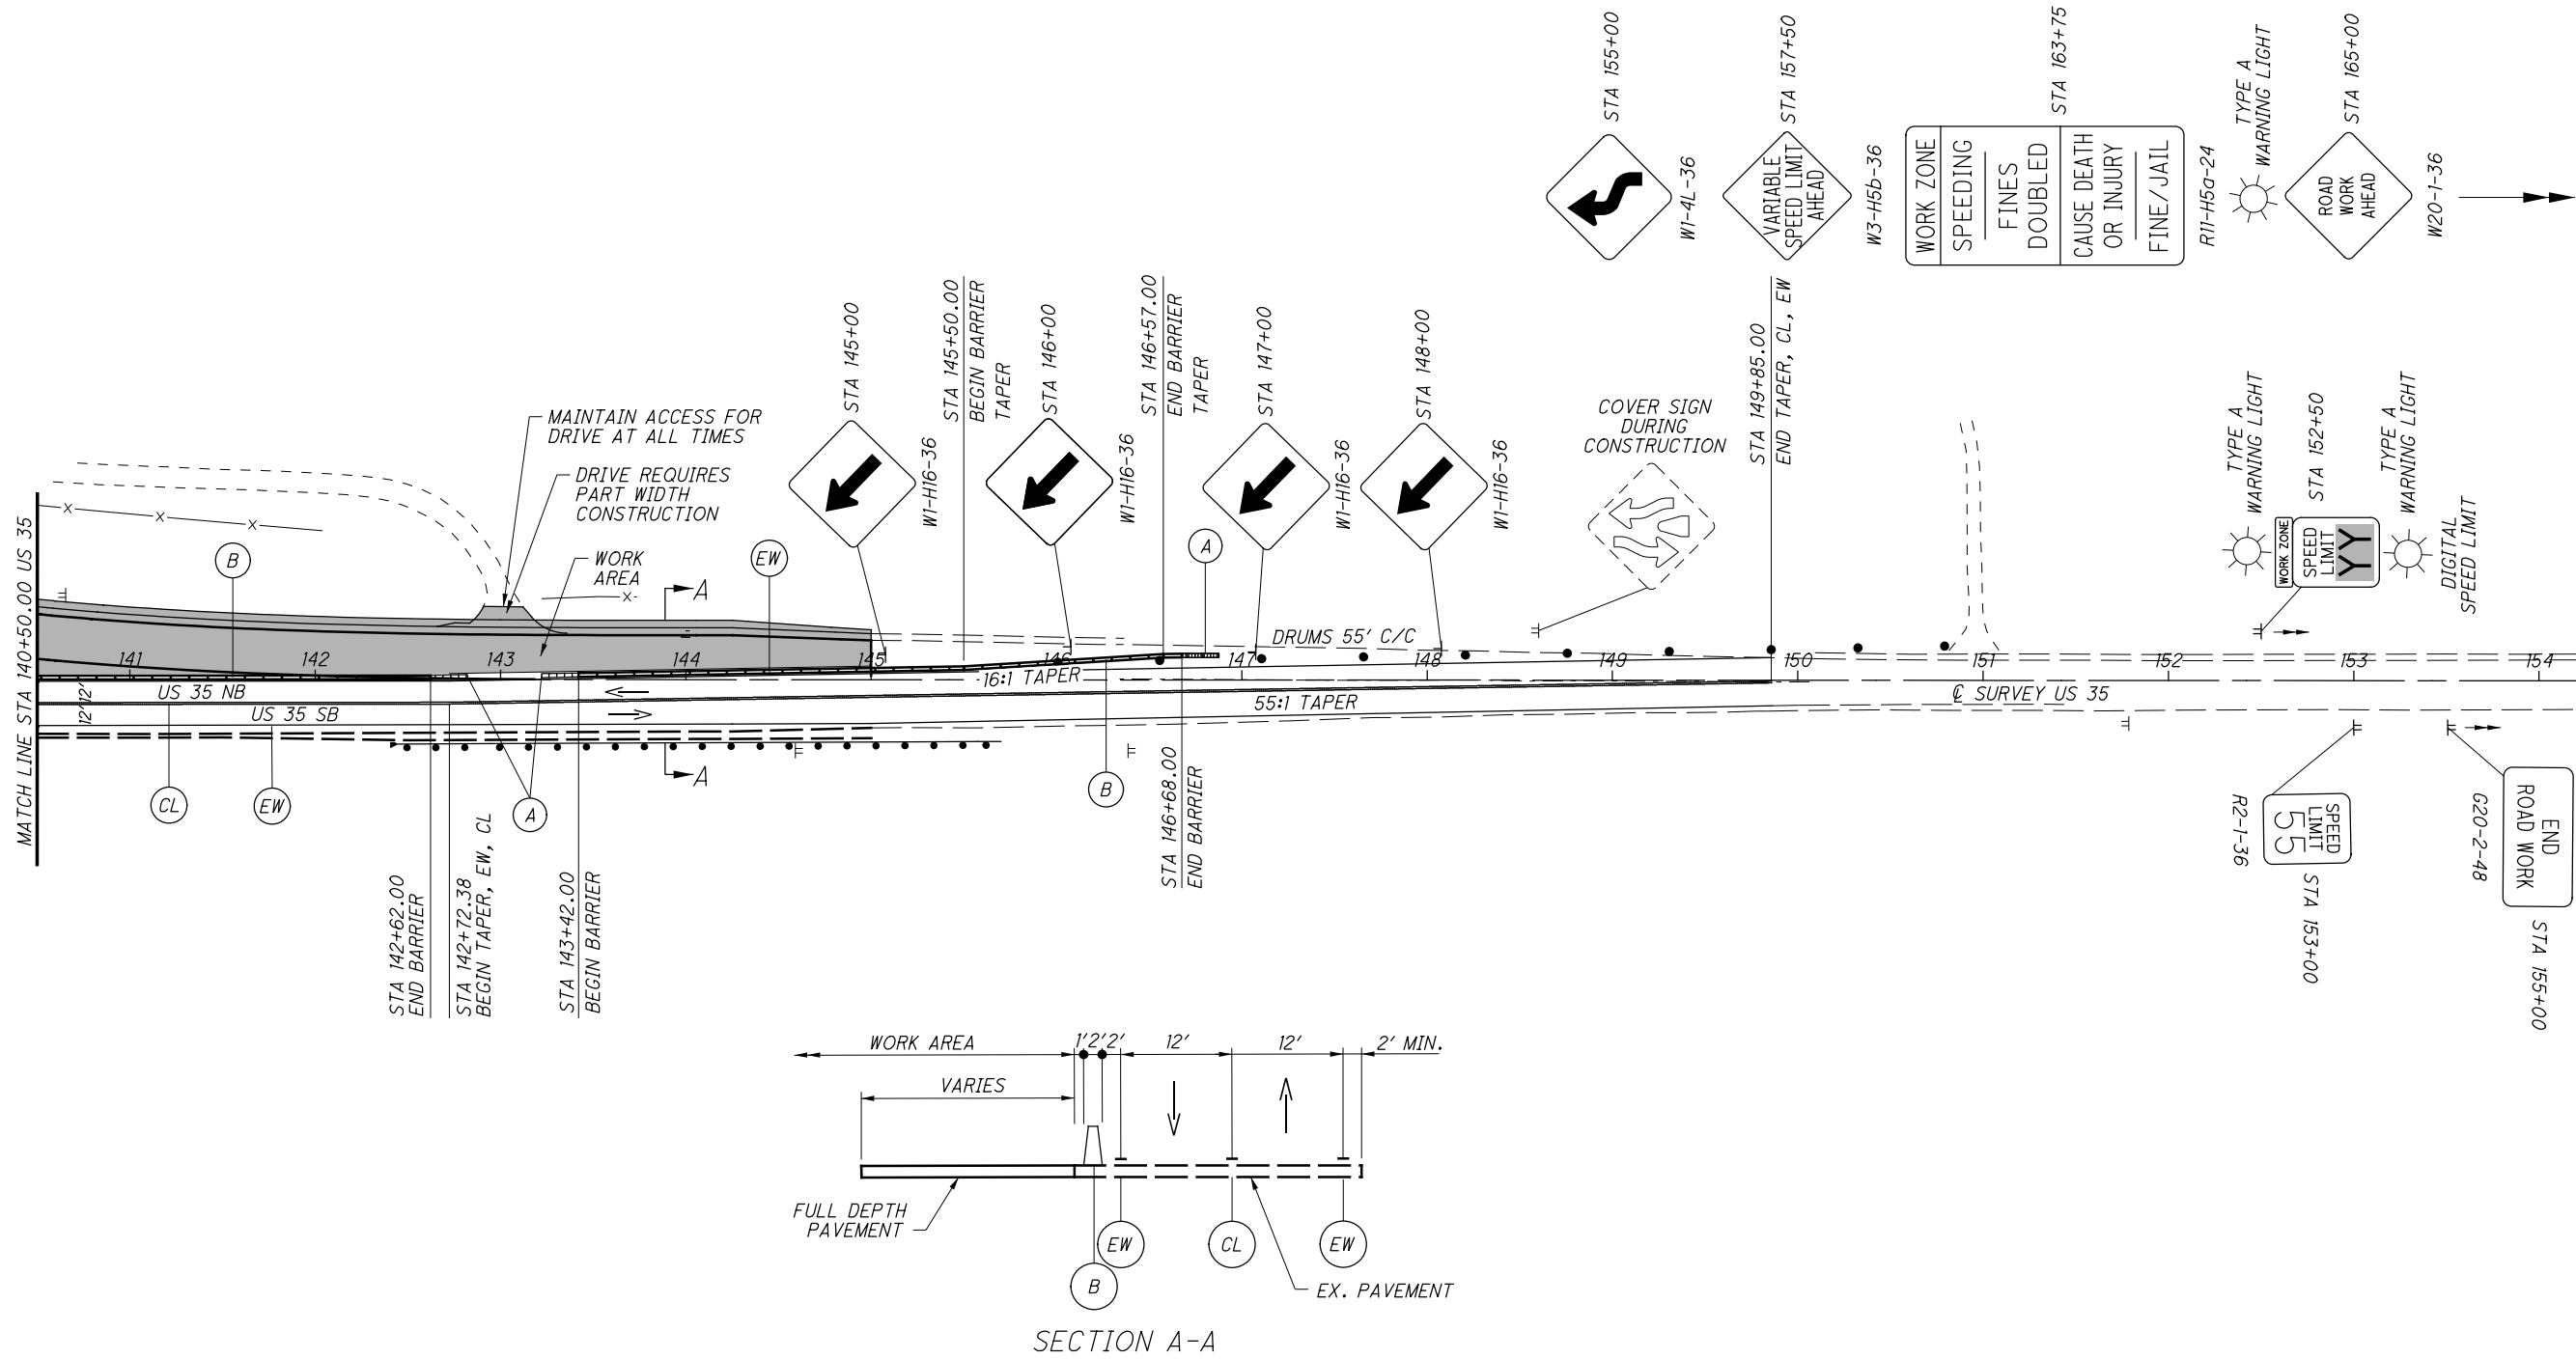 STA 155+00
W1-4L-36
STA 157+50
VARIABLE
SPEED LIMIT
AHEAD
W3-H5b-36
STA 163+75
WORK ZONE
SPEEDING
FINES
DOUBLED
CAUSE DEATH
OR INJURY
FINE/JAIL
R11-H5a-24
TYPE A
WARNING LIGHT
STA 165+00
ROAD
WORK
AHEAD
W20-1-36
STA 145+00
W1-H16-36
STA 145+50.00
BEGIN BARRIER
TAPER
STA 146+00
W1-H16-36
STA 146+57.00
END BARRIER
TAPER
STA 147+00
W1-H16-36
STA 148+00
W1-H16-36
COVER SIGN
DURING
CONSTRUCTION
STA 149+85.00
END TAPER, CL, EW
TYPE A
WARNING LIGHT
STA 152+50
WORK ZONE
SPEED
LIMIT
YY
TYPE A
WARNING LIGHT
DIGITAL
SPEED LIMIT
MAINTAIN ACCESS FOR
DRIVE AT ALL TIMES
DRIVE REQUIRES
PART WIDTH
CONSTRUCTION
WORK
AREA
MATCH LINE STA 140+50.00 US 35
X
X
X
X
B
EW
A
A
DRUMS 55' C/C
141
142
143
144
145
146
147
148
149
150
151
152
153
154
12'
12'
US 35 NB
US 35 SB
16:1 TAPER
55:1 TAPER
℄ SURVEY US 35
CL
EW
A
A
B
STA 142+62.00
END BARRIER
STA 142+72.38
BEGIN TAPER, EW, CL
STA 143+42.00
BEGIN BARRIER
STA 146+68.00
END BARRIER
R2-1-36
SPEED
LIMIT
55
STA 153+00
G20-2-48
END
ROAD WORK
STA 155+00
WORK AREA
1'
2'
2'
12'
12'
2' MIN.
VARIES
FULL DEPTH
PAVEMENT
EW
CL
EW
B
EX. PAVEMENT
SECTION A-A